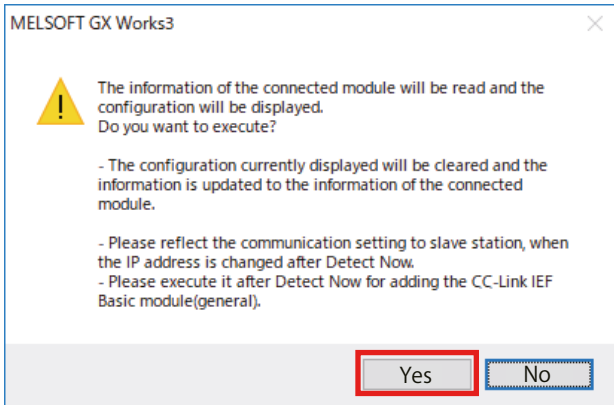 MELSOFT GX Works3
The information of the connected module will be read and the
configuration will be displayed.
Do you want to execute?
- The configuration currently displayed will be cleared and the
information is updated to the information of the connected
module.
- Please reflect the communication setting to slave station, when
the IP address is changed after Detect Now.
- Please execute it after Detect Now for adding the CC-Link IEF
Basic module(general).
Yes No